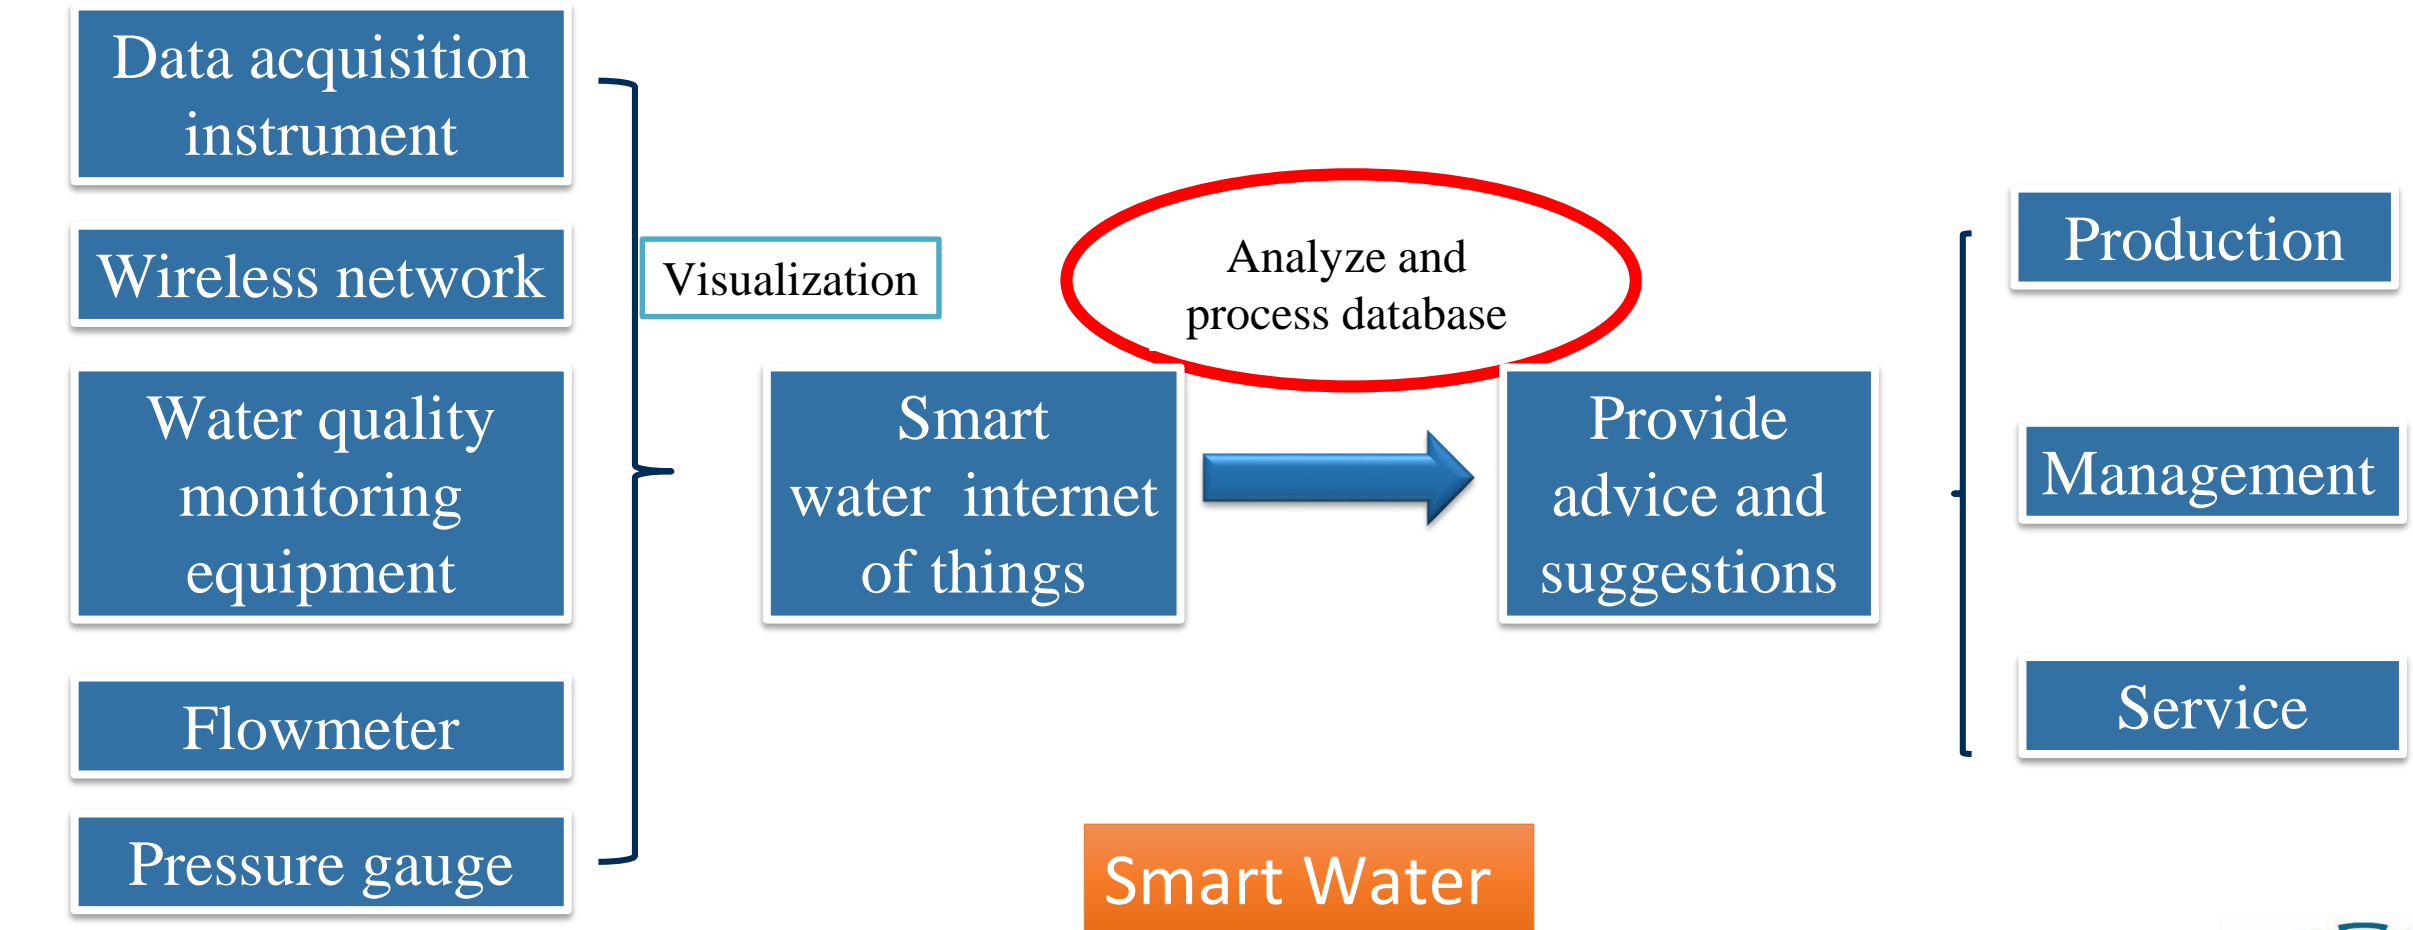 Data acquisition
instrument
Wireless network
Water quality
monitoring
equipment
Flowmeter
Pressure gauge
Visualization
Smart
water  internet
of things
Analyze and
process database
Provide
advice and
suggestions
Production
Management
Service
Smart Water